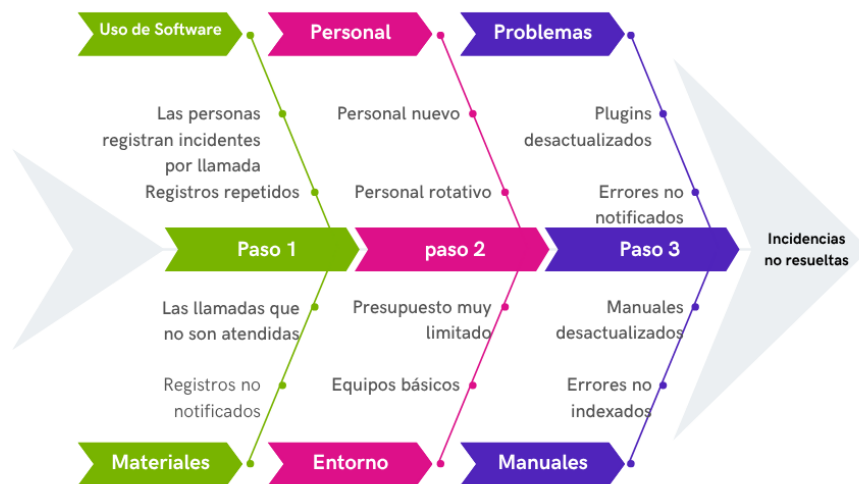 Uso de Software
Personal
Problemas
Las personas
registran incidentes
por llamada
Registros repetidos
Personal nuevo
Personal rotativo
Plugins
desactualizados
Errores no
notificados
Paso 1
paso 2
Paso 3
Incidencias
no resueltas
Las llamadas que
no son atendidas
Registros no
notificados
Presupuesto muy
limitado
Equipos básicos
Manuales
desactualizados
Errores no
indexados
Materiales
Entorno
Manuales